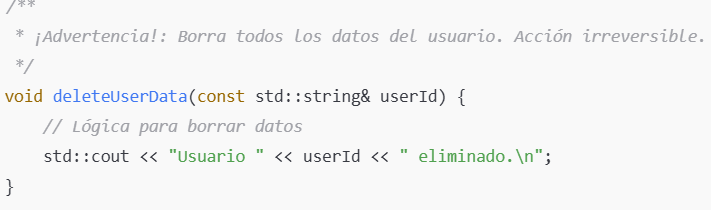 /**
* ¡Advertencia!: Borra todos los datos del usuario. Acción irreversible.
*/
void deleteUserData(const std::string& userId) {
// Lógica para borrar datos
std::cout << "Usuario " << userId << " eliminado.\n";
}